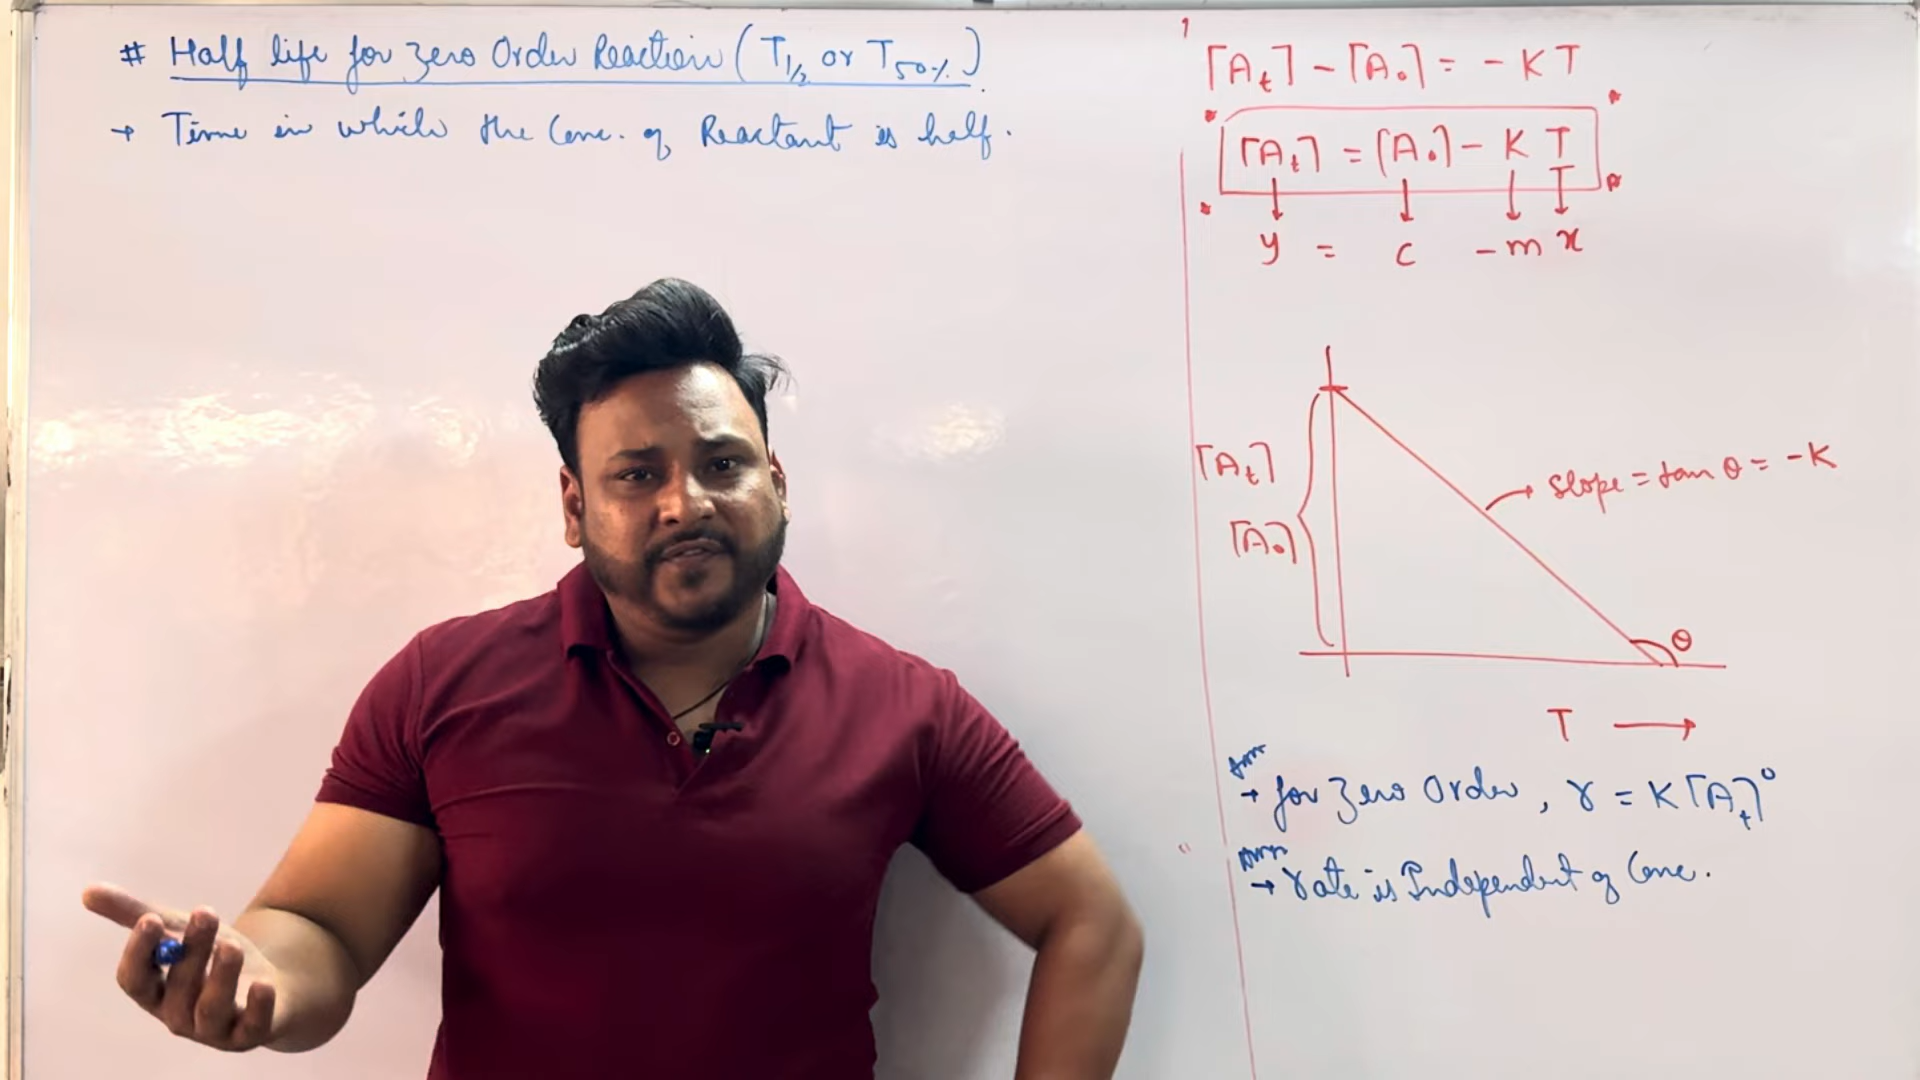 # Half life for Zero Order Reaction (T1/2 or T50%)
→ Time in which the Conc. of Reactant is half.
[At] - [A0] = - K T
[At] = [A0] - K T
y = c - m x
[At]
[A0]
slope = tan θ = -K
θ
T →
→ for Zero Order, r = K[At]⁰
→ rate is Independent of Conc.